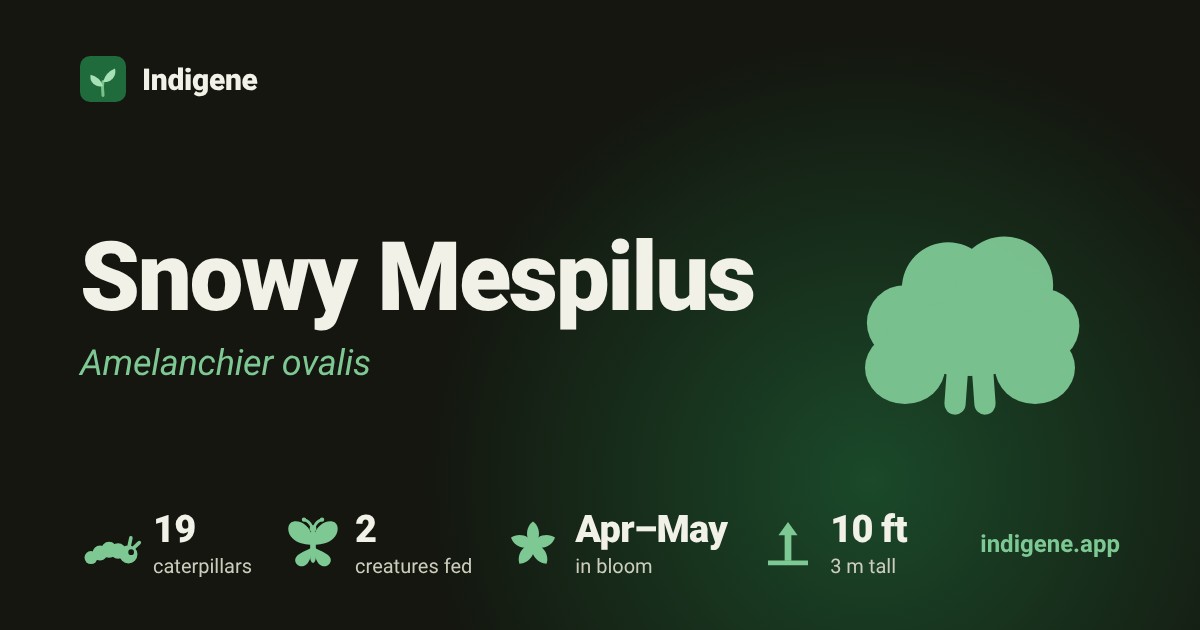 Indigene
Snowy Mespilus
Amelanchier ovalis
19
caterpillars
2
creatures fed
Apr–May
in bloom
10 ft
3 m tall
indigene.app